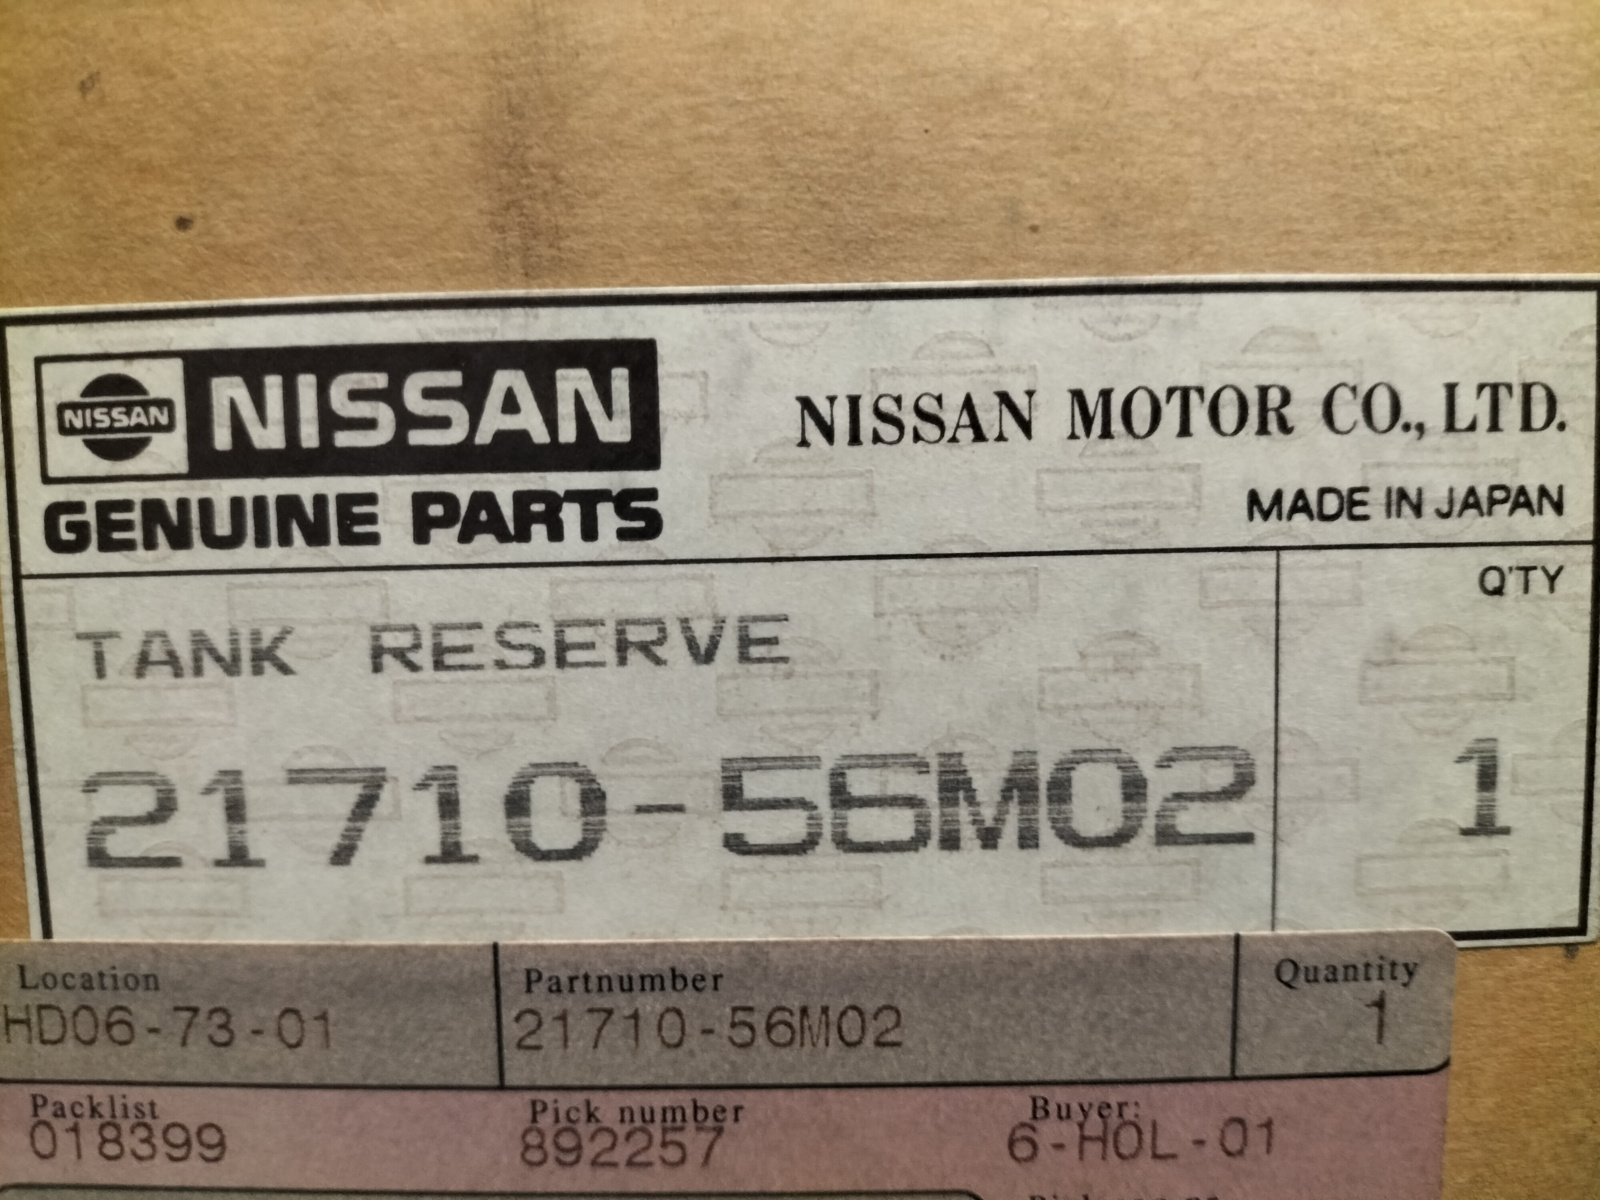 NISSAN NISSAN
GENUINE PARTS
NISSAN MOTOR CO., LTD.
MADE IN JAPAN
Q'TY
TANK RESERVE
21710-56M02 1
Location Partnumber Quantity
HD06-73-01 21710-56M02 1
Packlist Pick number Buyer:
018399 892257 6-HOL-01